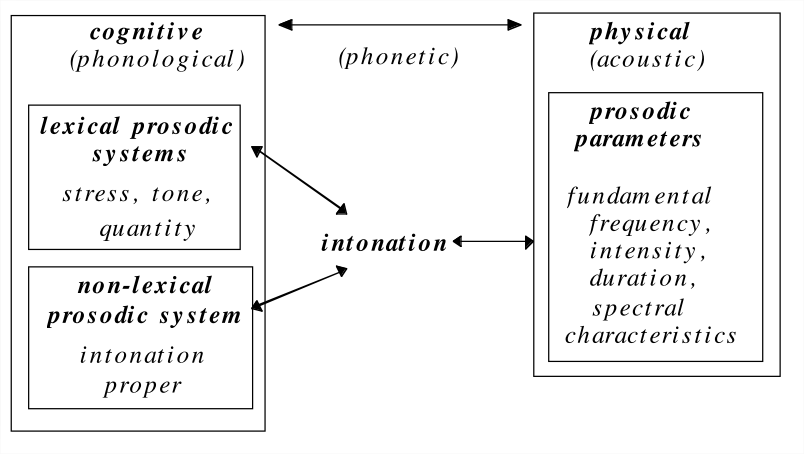 cognitive
(phonological)
(phonetic)
physical
(acoustic)
lexical prosodic
systems
stress, tone,
quantity
non-lexical
prosodic system
intonation
proper
intonation
prosodic
parameters
fundamental
frequency,
intensity,
duration,
spectral
characteristics